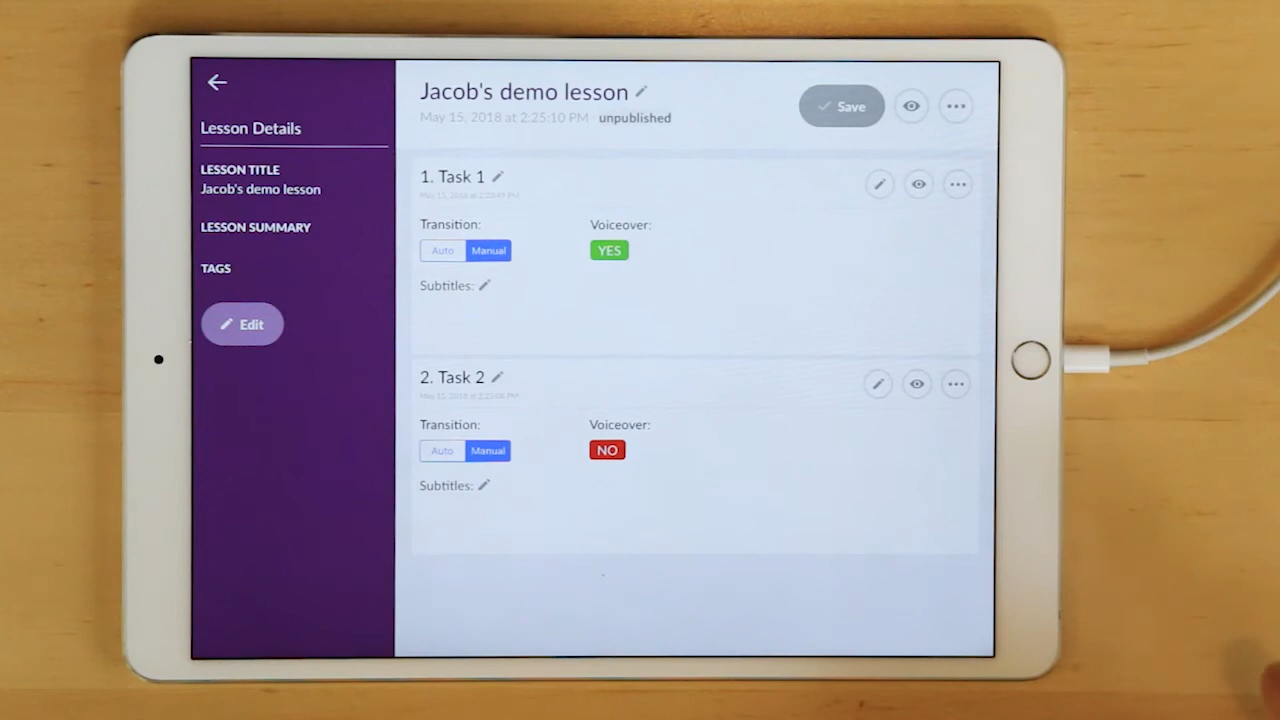 Lesson Details
LESSON TITLE
Jacob's demo lesson
LESSON SUMMARY
TAGS
Edit
Jacob's demo lesson
May 15, 2018 at 2:25:10 PM · unpublished
Save
1. Task 1
Transition:
Voiceover:
Auto
Manual
YES
Subtitles:
2. Task 2
Transition:
Voiceover:
Auto
Manual
NO
Subtitles: